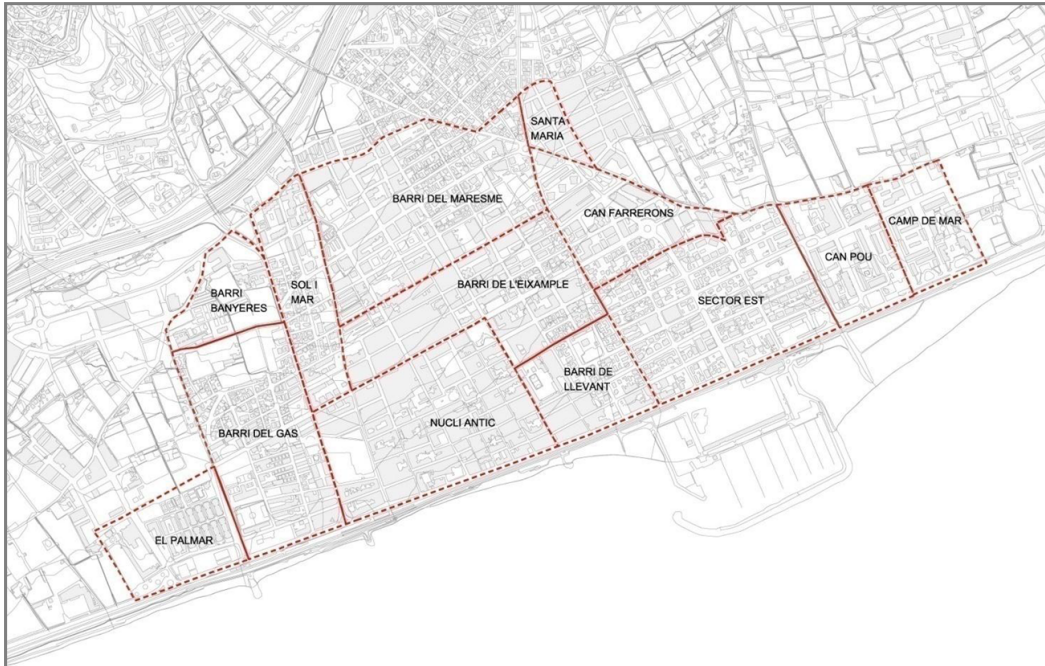 SANTA
MARIA
BARRI DEL MARESME
CAN FARRERONS
CAMP DE MAR
CAN POU
BARRI
BANYERES
SOL I
MAR
BARRI DE L'EIXAMPLE
SECTOR EST
BARRI DE
LLEVANT
NUCLI ANTIC
BARRI DEL GAS
EL PALMAR